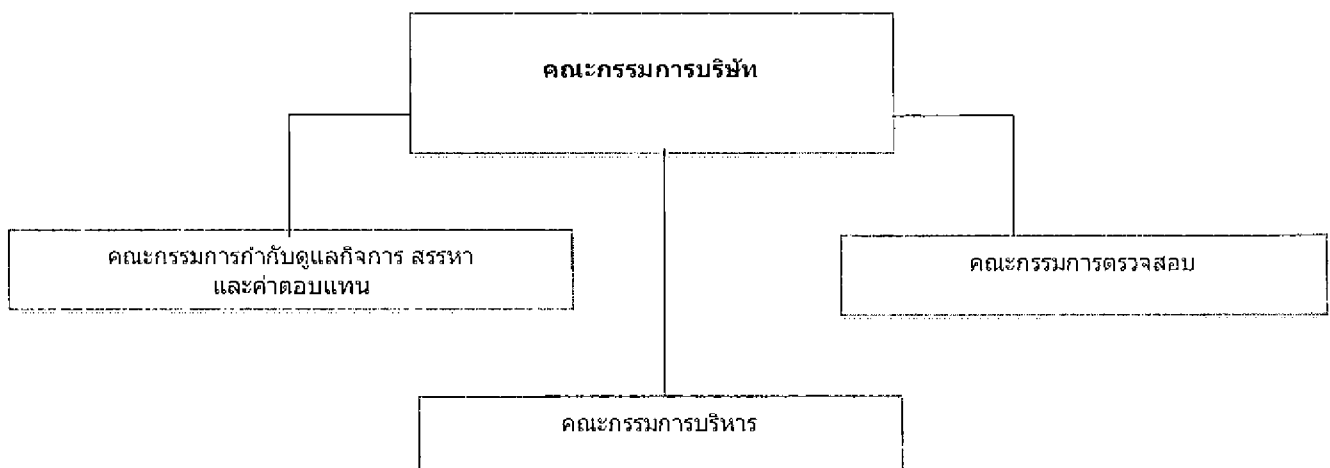 คณะกรรมการบริษัท
คณะกรรมการกำกับดูแลกิจการ สรรหา
และค่าตอบแทน
คณะกรรมการตรวจสอบ
คณะกรรมการบริหาร